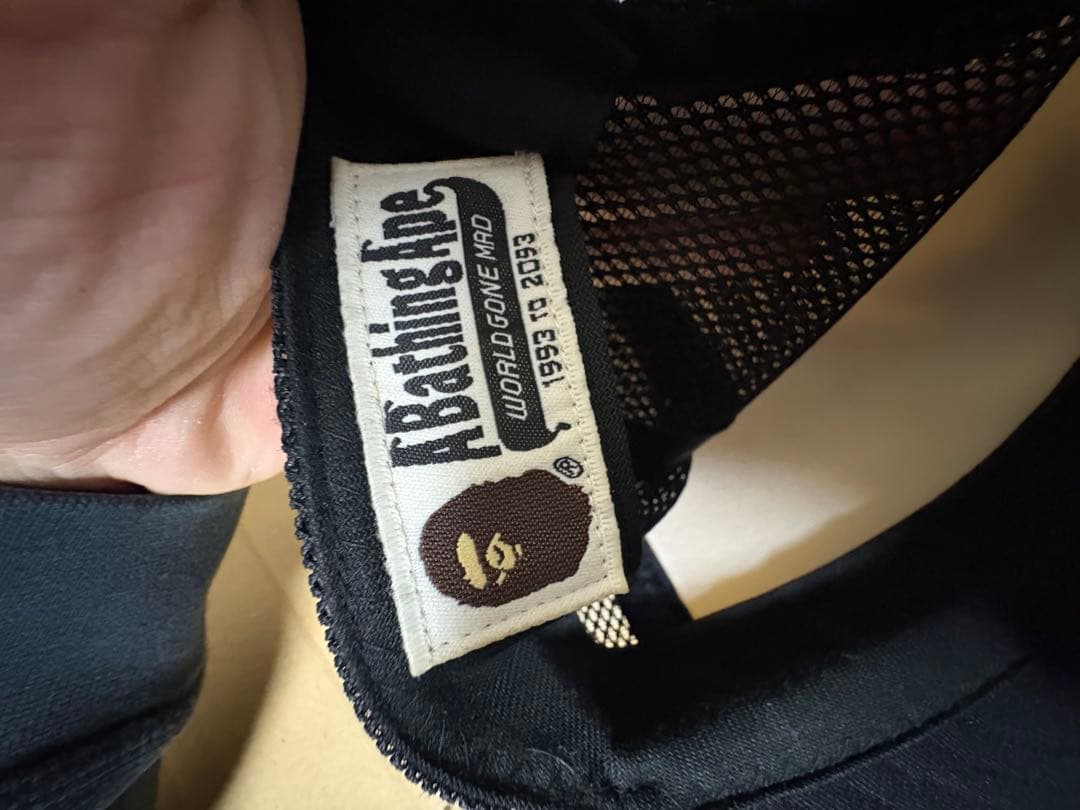 A Bathing Ape
WORLD GONE MAD
1993 TO 2093
®